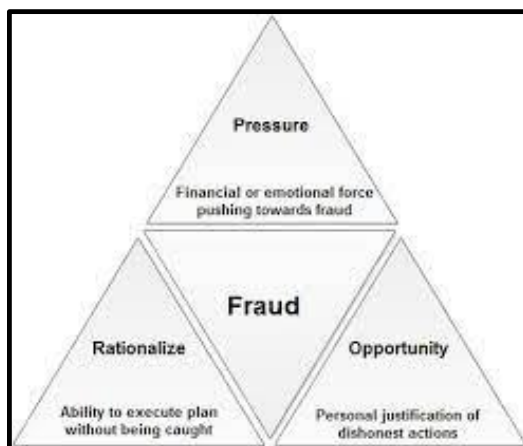 Pressure
Financial or emotional force
pushing towards fraud
Fraud
Rationalize
Ability to execute plan
without being caught
Opportunity
Personal justification of
dishonest actions